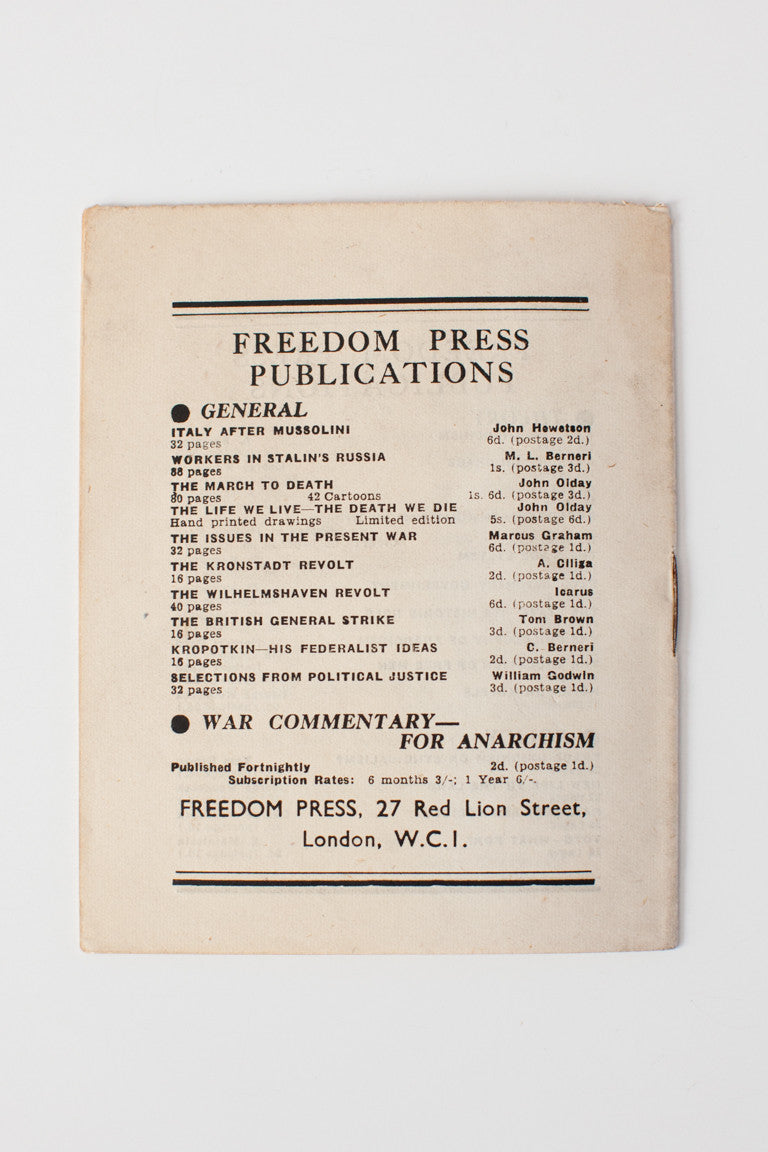 FREEDOM PRESS
PUBLICATIONS
● GENERAL
ITALY AFTER MUSSOLINI John Hewetson
32 pages 6d. (postage 2d.)
WORKERS IN STALIN'S RUSSIA M. L. Berneri
88 pages 1s. (postage 3d.)
THE MARCH TO DEATH John Olday
80 pages 42 Cartoons 1s. 6d. (postage 3d.)
THE LIFE WE LIVE—THE DEATH WE DIE John Olday
Hand printed drawings Limited edition 5s. (postage 6d.)
THE ISSUES IN THE PRESENT WAR Marcus Graham
32 pages 6d. (postage 1d.)
THE KRONSTADT REVOLT A. Ciliga
16 pages 2d. (postage 1d.)
THE WILHELMSHAVEN REVOLT Icarus
40 pages 6d. (postage 1d.)
THE BRITISH GENERAL STRIKE Tom Brown
16 pages 3d. (postage 1d.)
KROPOTKIN—HIS FEDERALIST IDEAS C. Berneri
16 pages 2d. (postage 1d.)
SELECTIONS FROM POLITICAL JUSTICE William Godwin
32 pages 3d. (postage 1d.)
● WAR COMMENTARY—
FOR ANARCHISM
Published Fortnightly 2d. (postage 1d.)
Subscription Rates: 6 months 3/-; 1 Year 6/-.
FREEDOM PRESS, 27 Red Lion Street,
London, W.C.1.